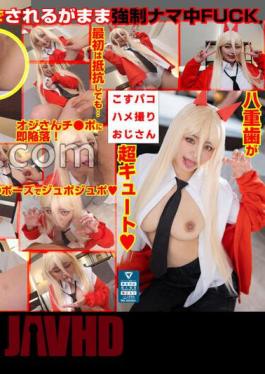 されるがまま強制ナマ中FUCK,
最初は抵抗しても…
オジさんチ●ポに
即陥落！
com
ポーズでジュポジュポ♥
こすパコ
ハメ撮り
おじさん
八重歯が
超キュート♥
JAVHD